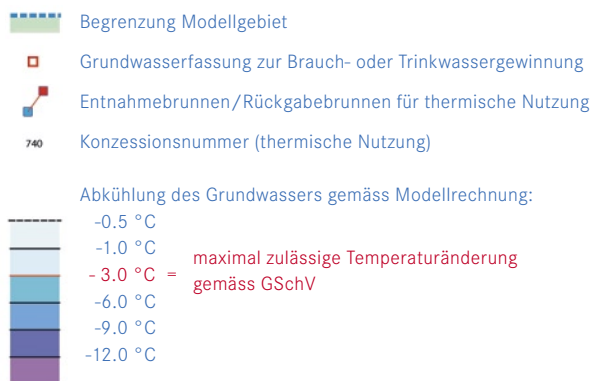 Begrenzung Modellgebiet
Grundwasserfassung zur Brauch- oder Trinkwassergewinnung
Entnahmebrunnen/Rückgabebrunnen für thermische Nutzung
740 Konzessionsnummer (thermische Nutzung)
Abkühlung des Grundwassers gemäss Modellrechnung:
-0.5 °C
-1.0 °C
- 3.0 °C = maximal zulässige Temperaturänderung
gemäss GSchV
-6.0 °C
-9.0 °C
-12.0 °C